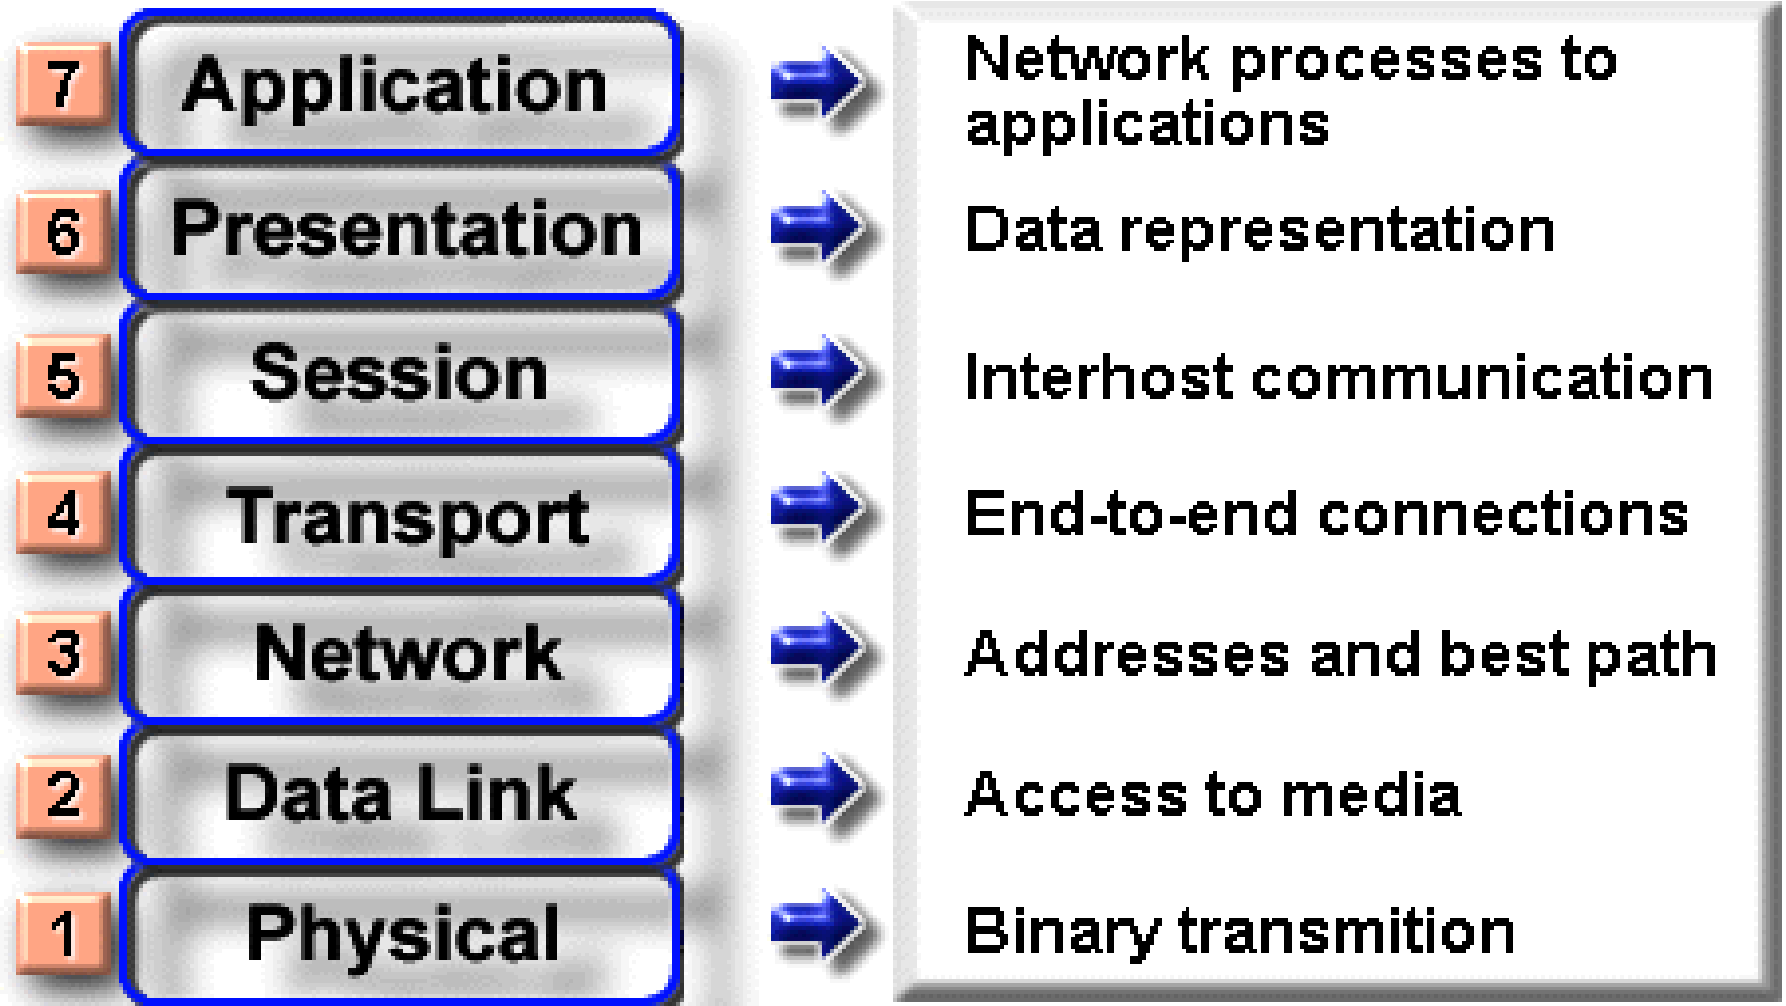 7 Application Network processes to
applications
6 Presentation Data representation
5 Session Interhost communication
4 Transport End-to-end connections
3 Network Addresses and best path
2 Data Link Access to media
1 Physical Binary transmition